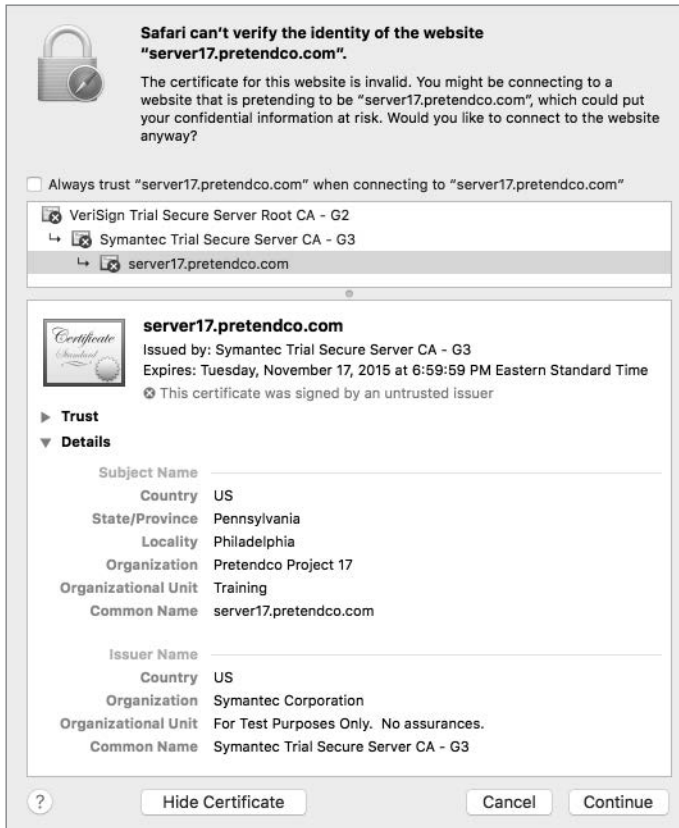 Safari can't verify the identity of the website
"server17.pretendco.com".
The certificate for this website is invalid. You might be connecting to a
website that is pretending to be "server17.pretendco.com", which could put
your confidential information at risk. Would you like to connect to the website
anyway?
Always trust "server17.pretendco.com" when connecting to "server17.pretendco.com"
VeriSign Trial Secure Server Root CA - G2
↳ Symantec Trial Secure Server CA - G3
↳ server17.pretendco.com
Certificate
Standard
server17.pretendco.com
Issued by: Symantec Trial Secure Server CA - G3
Expires: Tuesday, November 17, 2015 at 6:59:59 PM Eastern Standard Time
This certificate was signed by an untrusted issuer
Trust
Details
Subject Name
Country US
State/Province Pennsylvania
Locality Philadelphia
Organization Pretendco Project 17
Organizational Unit Training
Common Name server17.pretendco.com
Issuer Name
Country US
Organization Symantec Corporation
Organizational Unit For Test Purposes Only. No assurances.
Common Name Symantec Trial Secure Server CA - G3
? Hide Certificate Cancel Continue